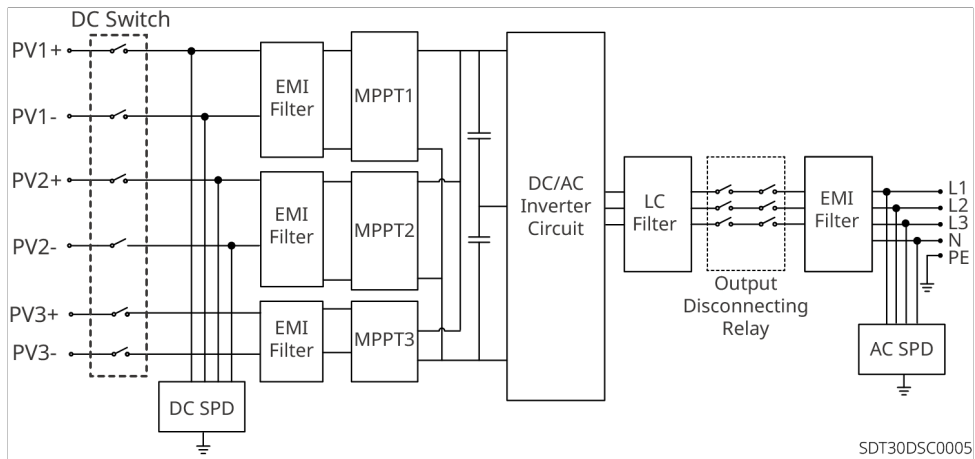 DC Switch
PV1+
PV1-
PV2+
PV2-
PV3+
PV3-
EMI
Filter
MPPT1
EMI
Filter
MPPT2
EMI
Filter
MPPT3
DC SPD
DC/AC
Inverter
Circuit
LC
Filter
Output
Disconnecting
Relay
EMI
Filter
L1
L2
L3
N
PE
AC SPD
SDT30DSC0005